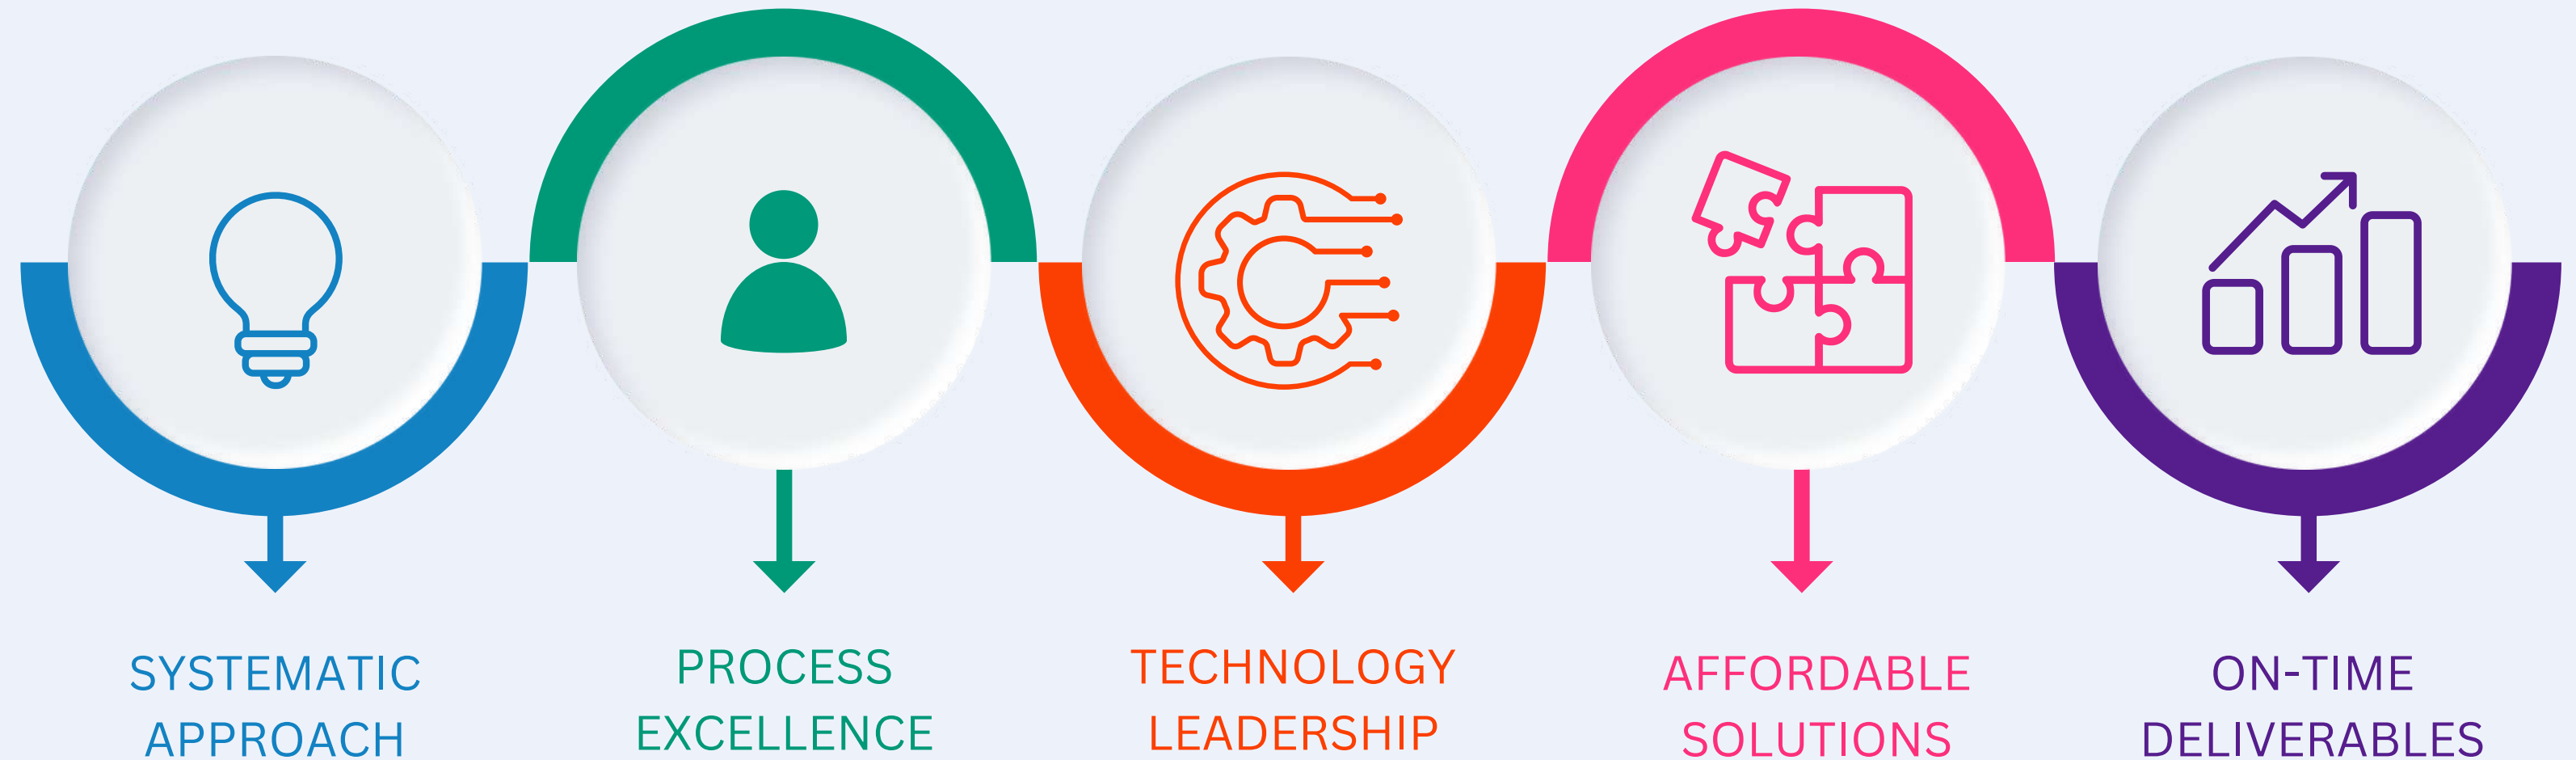 SYSTEMATIC
APPROACH
PROCESS
EXCELLENCE
TECHNOLOGY
LEADERSHIP
AFFORDABLE
SOLUTIONS
ON-TIME
DELIVERABLES